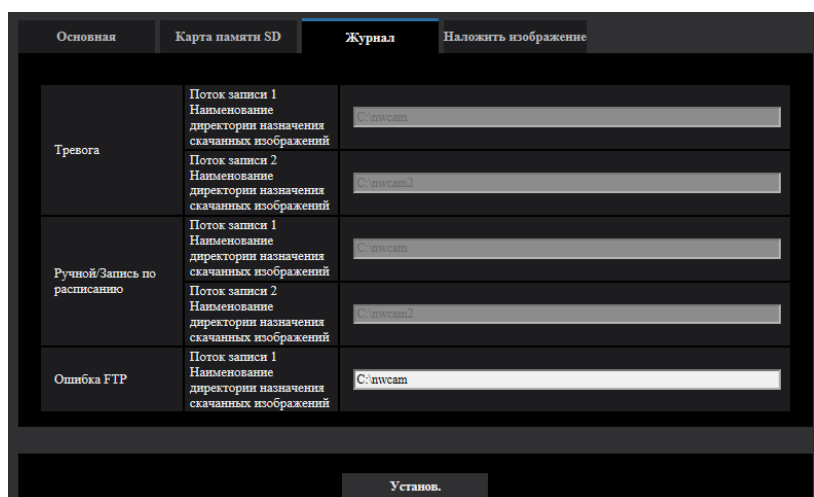 Основная Карта памяти SD Журнал Наложить изображение
Тревога
Поток записи 1
Наименование
директории назначения
скачанных изображений
C:\nwcam
Поток записи 2
Наименование
директории назначения
скачанных изображений
C:\nwcam2
Ручной/Запись по
расписанию
Поток записи 1
Наименование
директории назначения
скачанных изображений
C:\nwcam
Поток записи 2
Наименование
директории назначения
скачанных изображений
C:\nwcam2
Ошибка FTP
Поток записи 1
Наименование
директории назначения
скачанных изображений
C:\nwcam
Установ.